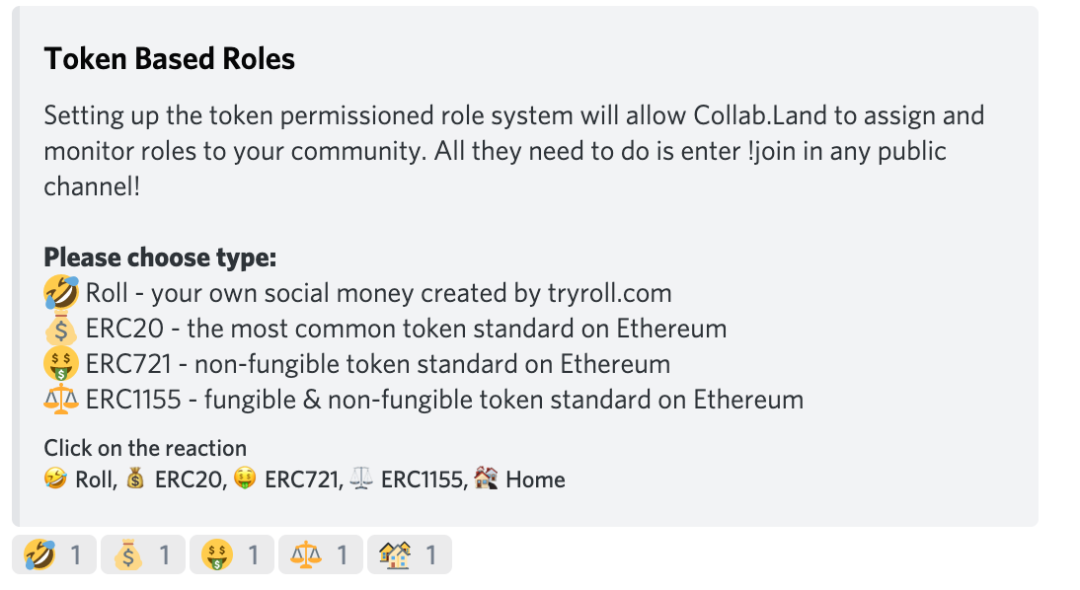 Token Based Roles
Setting up the token permissioned role system will allow Collab.Land to assign and
monitor roles to your community. All they need to do is enter !join in any public
channel!
Please choose type:
🤣 Roll - your own social money created by tryroll.com
💰 ERC20 - the most common token standard on Ethereum
🤑 ERC721 - non-fungible token standard on Ethereum
⚖️ ERC1155 - fungible & non-fungible token standard on Ethereum
Click on the reaction
🤣 Roll, 💰 ERC20, 🤑 ERC721, ⚖️ ERC1155, 🏘️ Home
🤣 1 💰 1 🤑 1 ⚖️ 1 🏘️ 1